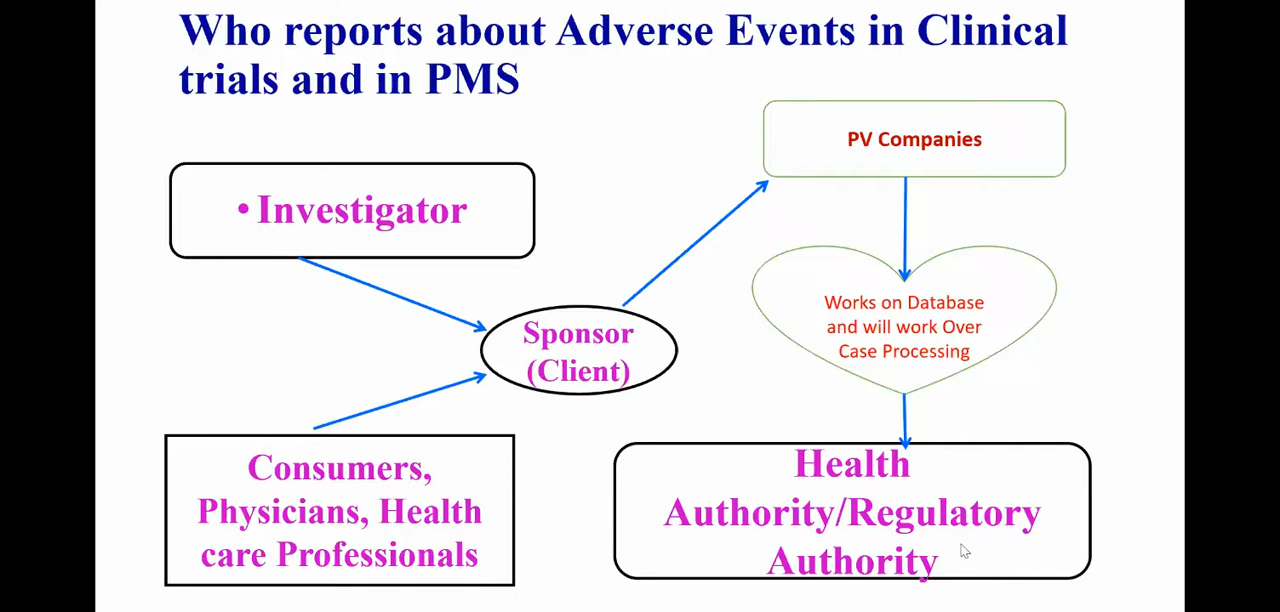 Who reports about Adverse Events in Clinical
trials and in PMS
PV Companies
• Investigator
Works on Database
and will work Over
Case Processing
Sponsor
(Client)
Consumers,
Physicians, Health
care Professionals
Health
Authority/Regulatory
Authority